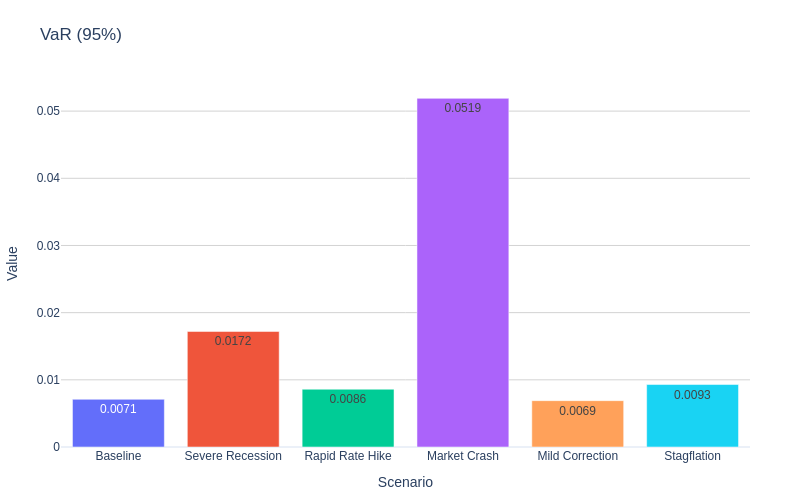 VaR (95%)
0.05
0.04
0.03
0.02
0.01
0
Value
0.0071
0.0172
0.0086
0.0519
0.0069
0.0093
Baseline
Severe Recession
Rapid Rate Hike
Market Crash
Mild Correction
Stagflation
Scenario